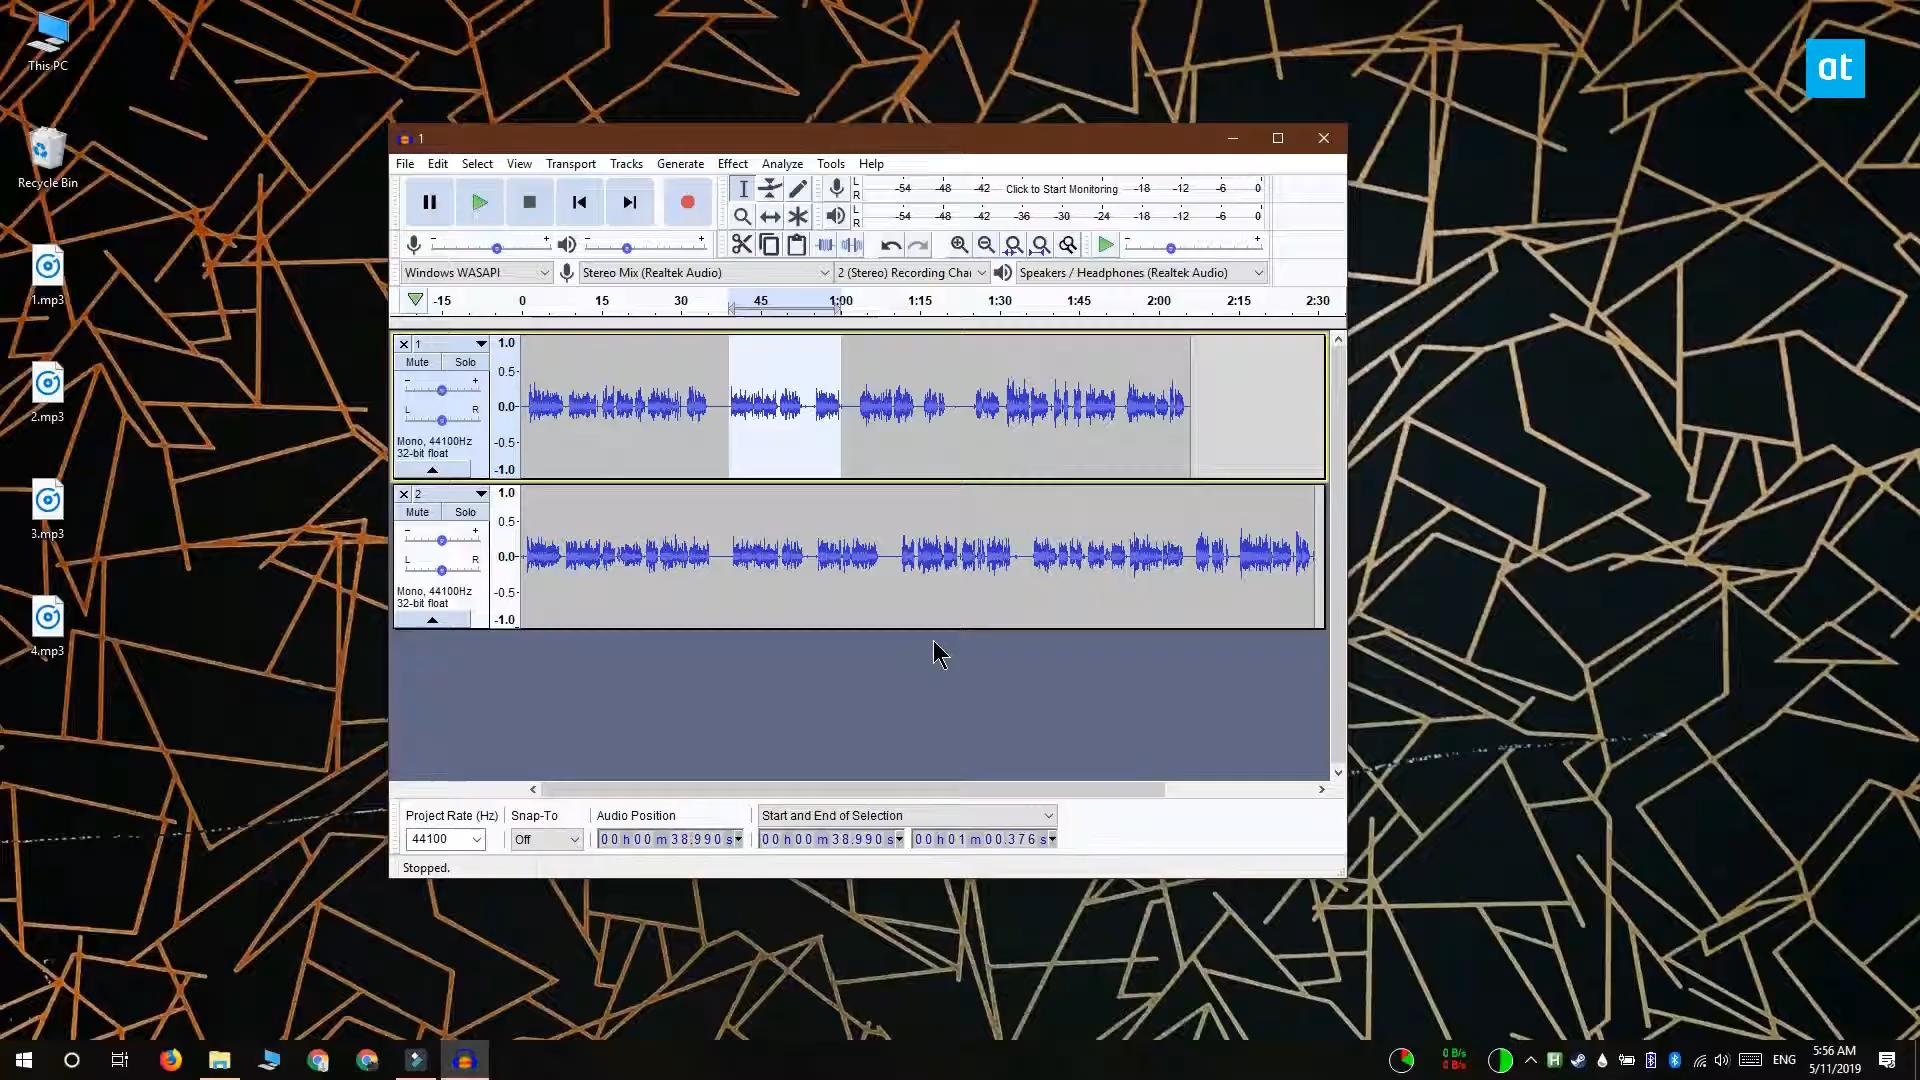 This PC
Recycle Bin
1.mp3
2.mp3
3.mp3
4.mp3
at
1
File Edit Select View Transport Tracks Generate Effect Analyze Tools Help
L -54 -48 -42 Click to Start Monitoring -18 -12 -6 0
R
L -54 -48 -42 -36 -30 -24 -18 -12 -6 0
R
- + - + - +
Windows WASAPI Stereo Mix (Realtek Audio) 2 (Stereo) Recording Chai Speakers / Headphones (Realtek Audio)
-15 0 15 30 45 1:00 1:15 1:30 1:45 2:00 2:15 2:30
1 1.0
Mute Solo
0.5
- +
L R 0.0
Mono, 44100Hz -0.5
32-bit float
-1.0
2 1.0
Mute Solo
0.5
- +
L R 0.0
Mono, 44100Hz -0.5
32-bit float
-1.0
Project Rate (Hz) Snap-To Audio Position Start and End of Selection
44100 Off 00 h 00 m 38.990 s 00 h 00 m 38.990 s 00 h 01 m 00.376 s
Stopped.
0 B/s
0 B/s
H
ENG
5:56 AM
5/11/2019